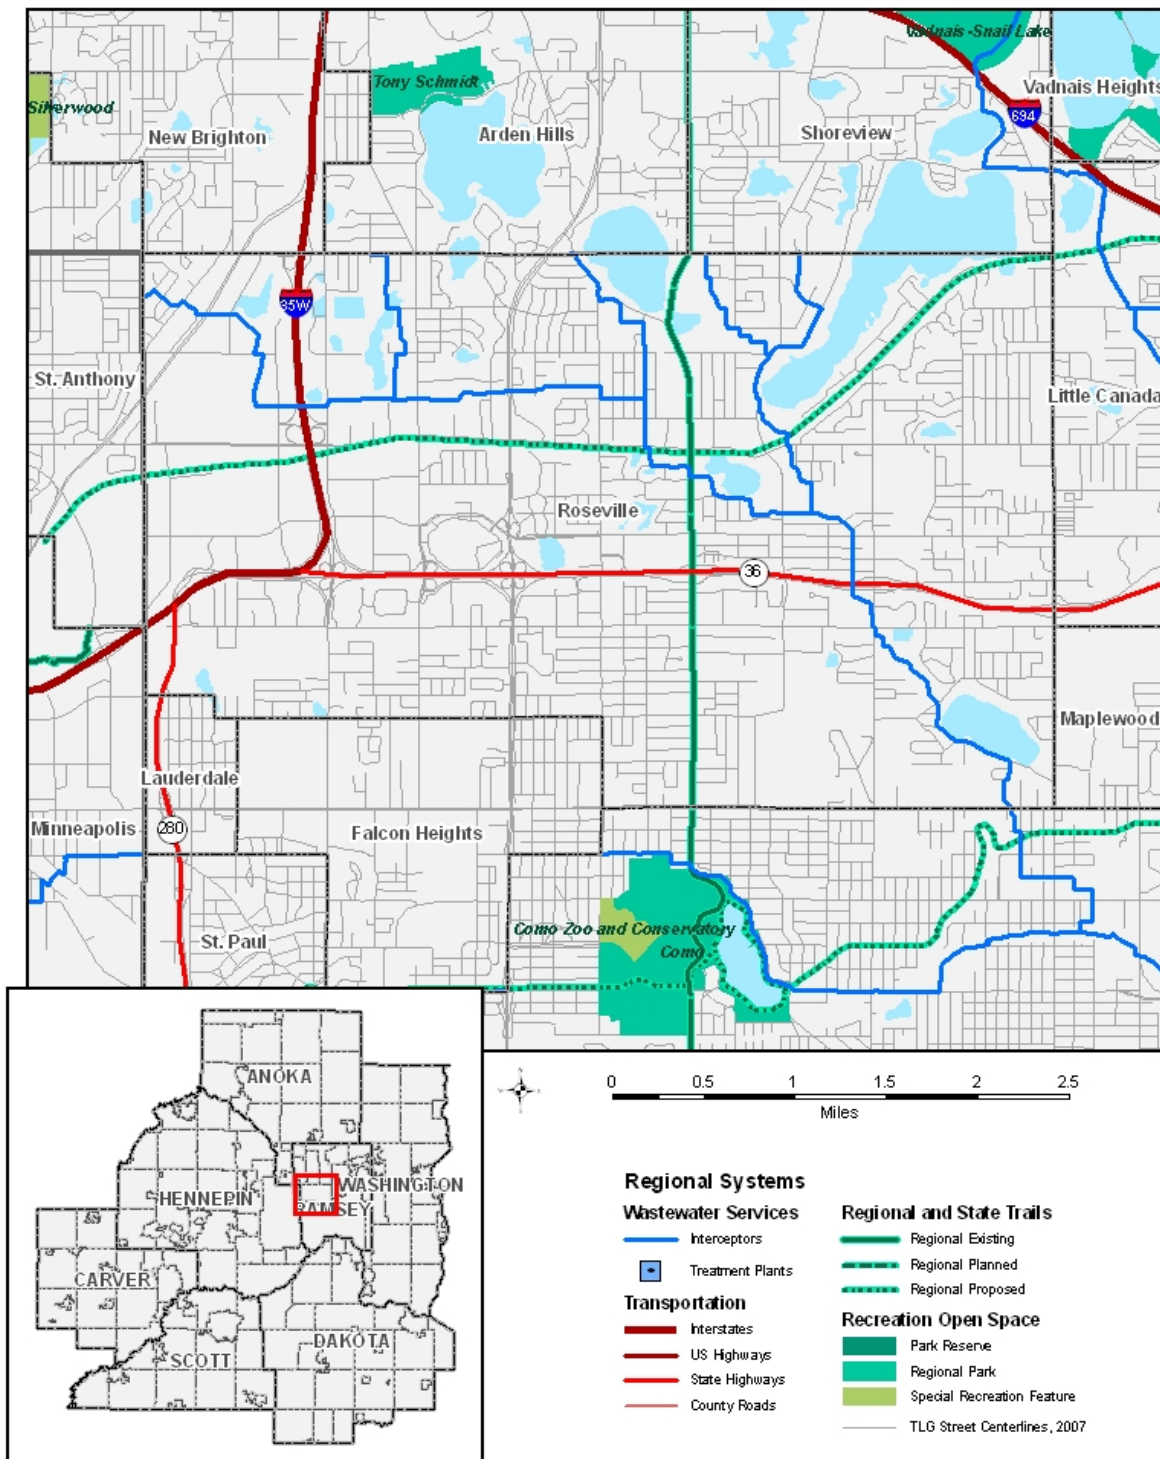 Vadnais-Snail Lake
Tony Schmidt
Vadnais Heights
Silverwood
694
New Brighton
Arden Hills
Shoreview
35W
St. Anthony
Little Canada
Roseville
36
Maplewood
Lauderdale
Minneapolis
280
Falcon Heights
St. Paul
Como Zoo and Conservatory
Como
ANOKA
WASHINGTON
HENNEPIN
RAMSEY
CARVER
DAKOTA
SCOTT
0 0.5 1 1.5 2 2.5
Miles
Regional Systems
Wastewater Services
Interceptors
Treatment Plants
Transportation
Interstates
US Highways
State Highways
County Roads
Regional and State Trails
Regional Existing
Regional Planned
Regional Proposed
Recreation Open Space
Park Reserve
Regional Park
Special Recreation Feature
TLG Street Centerlines, 2007